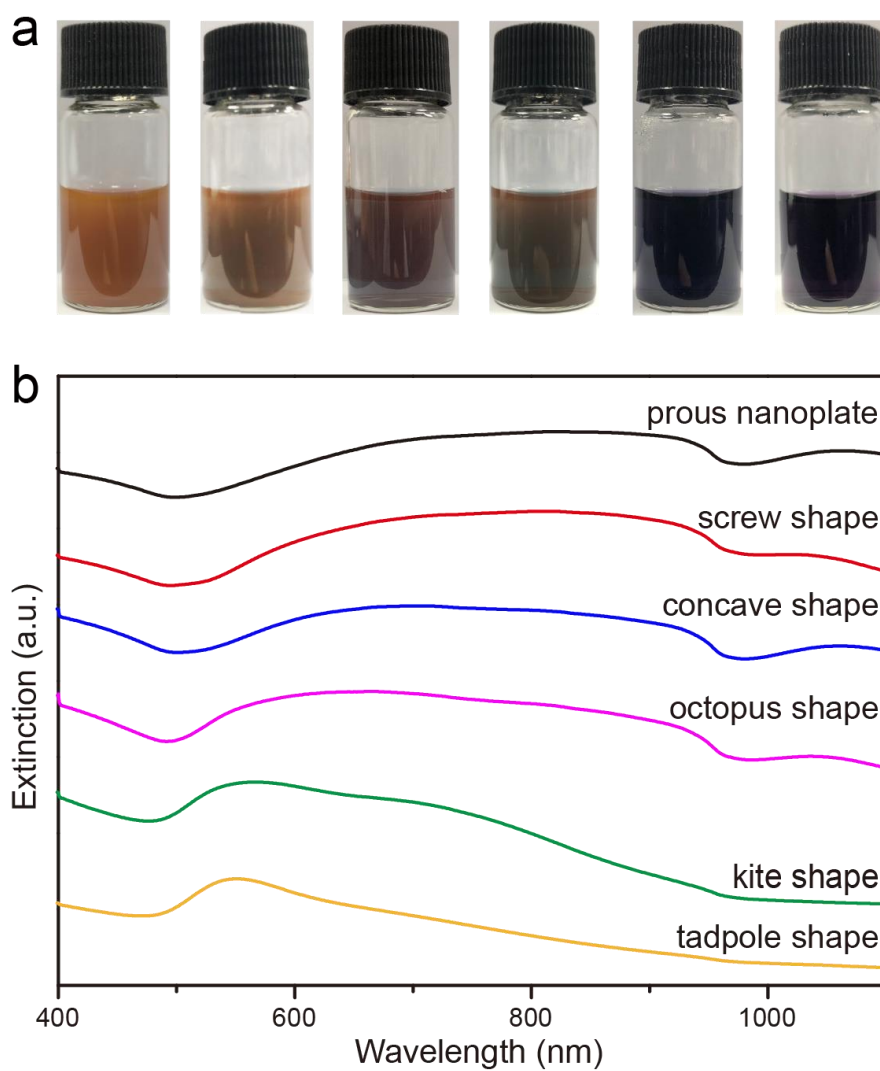 a
b
prous nanoplate
screw shape
concave shape
octopus shape
kite shape
tadpole shape
Extinction (a.u.)
400
600
800
1000
Wavelength (nm)